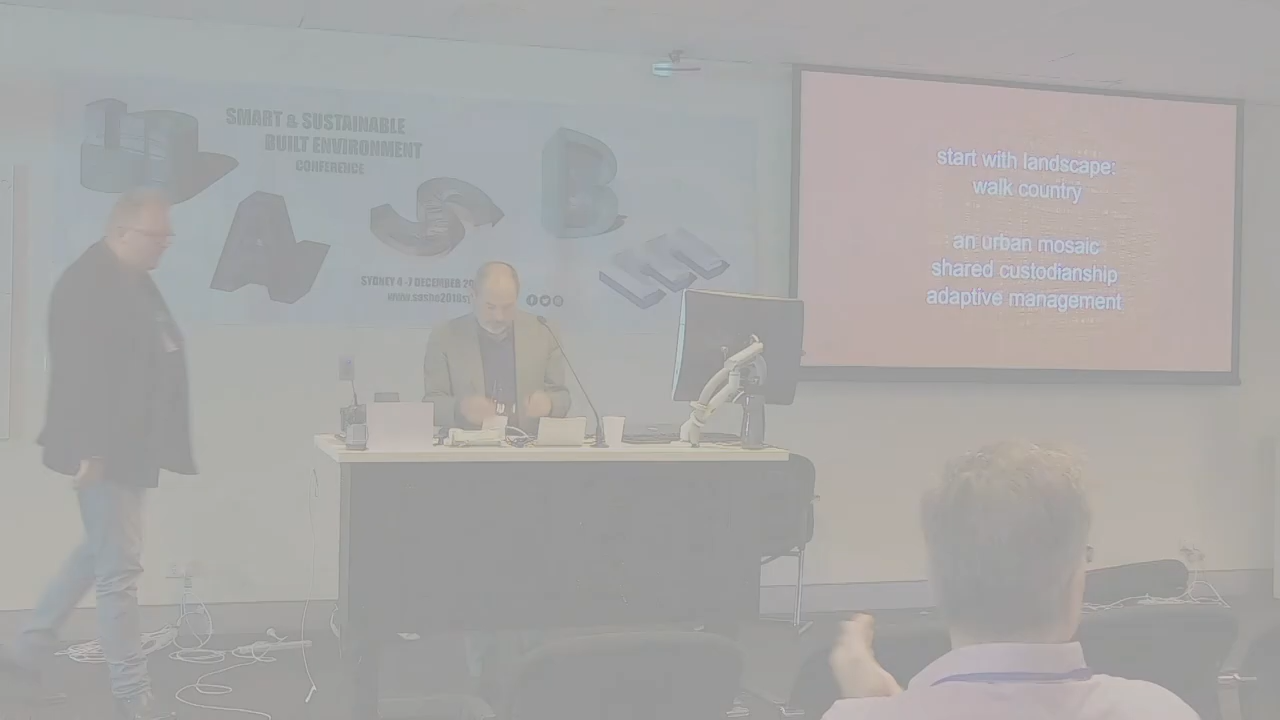 SMART & SUSTAINABLE
BUILT ENVIRONMENT
CONFERENCE
SASBE
SYDNEY 4-7 DECEMBER
start with landscape:
walk country
an urban mosaic
shared custodianship
adaptive management